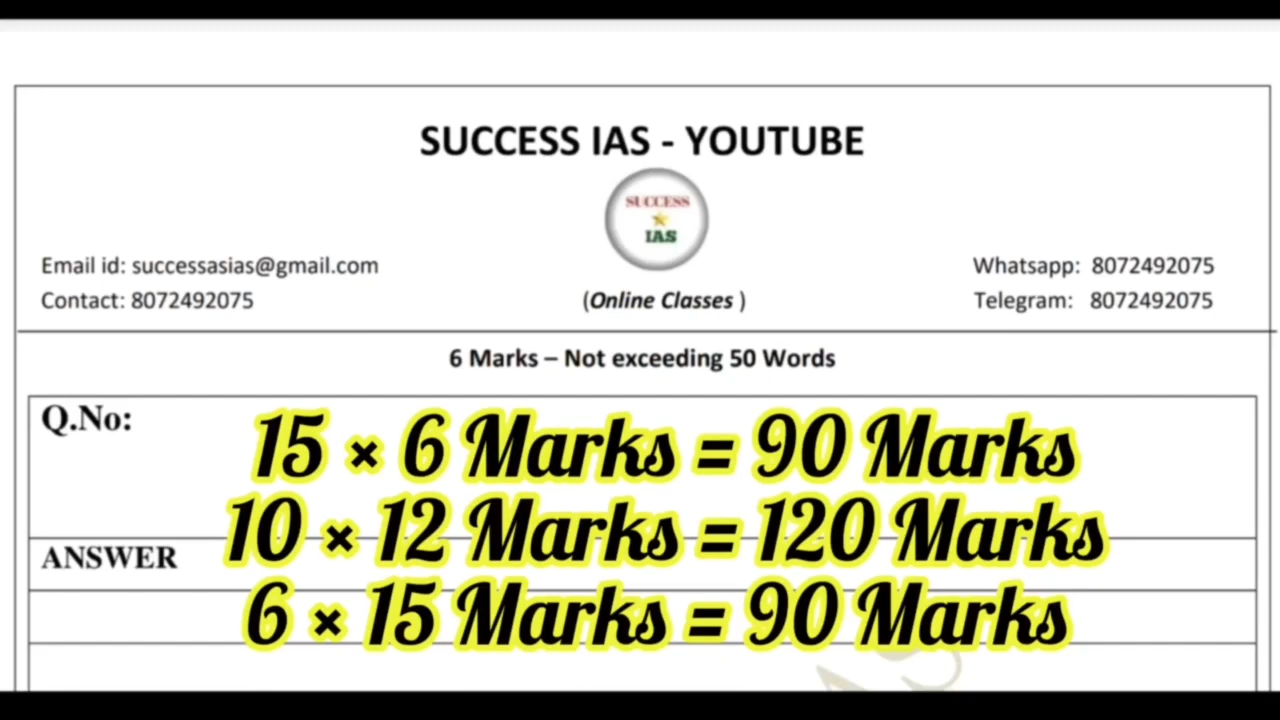 SUCCESS IAS - YOUTUBE
SUCCESS
IAS
Email id: successasias@gmail.com
Whatsapp: 8072492075
Contact: 8072492075
(Online Classes )
Telegram: 8072492075
6 Marks – Not exceeding 50 Words
Q.No:
15 × 6 Marks = 90 Marks
10 × 12 Marks = 120 Marks
ANSWER
6 × 15 Marks = 90 Marks